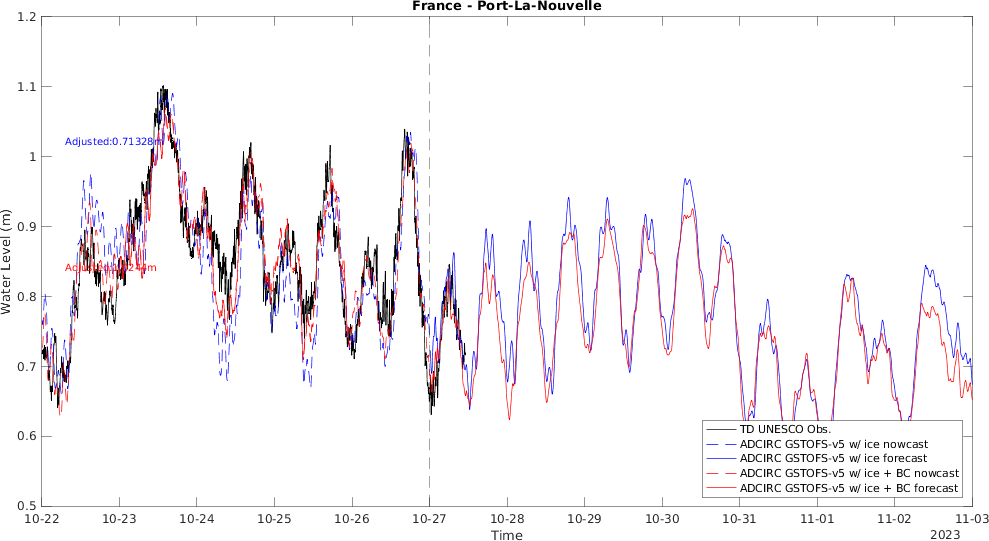 France - Port-La-Nouvelle
Water Level (m)
1.2
1.1
1
0.9
0.8
0.7
0.6
0.5
Adjusted:0.71328m
TD UNESCO Obs.
ADCIRC GSTOFS-v5 w/ ice nowcast
ADCIRC GSTOFS-v5 w/ ice forecast
ADCIRC GSTOFS-v5 w/ ice + BC nowcast
ADCIRC GSTOFS-v5 w/ ice + BC forecast
10-22 10-23 10-24 10-25 10-26 10-27 10-28 10-29 10-30 10-31 11-01 11-02 11-03
Time
2023